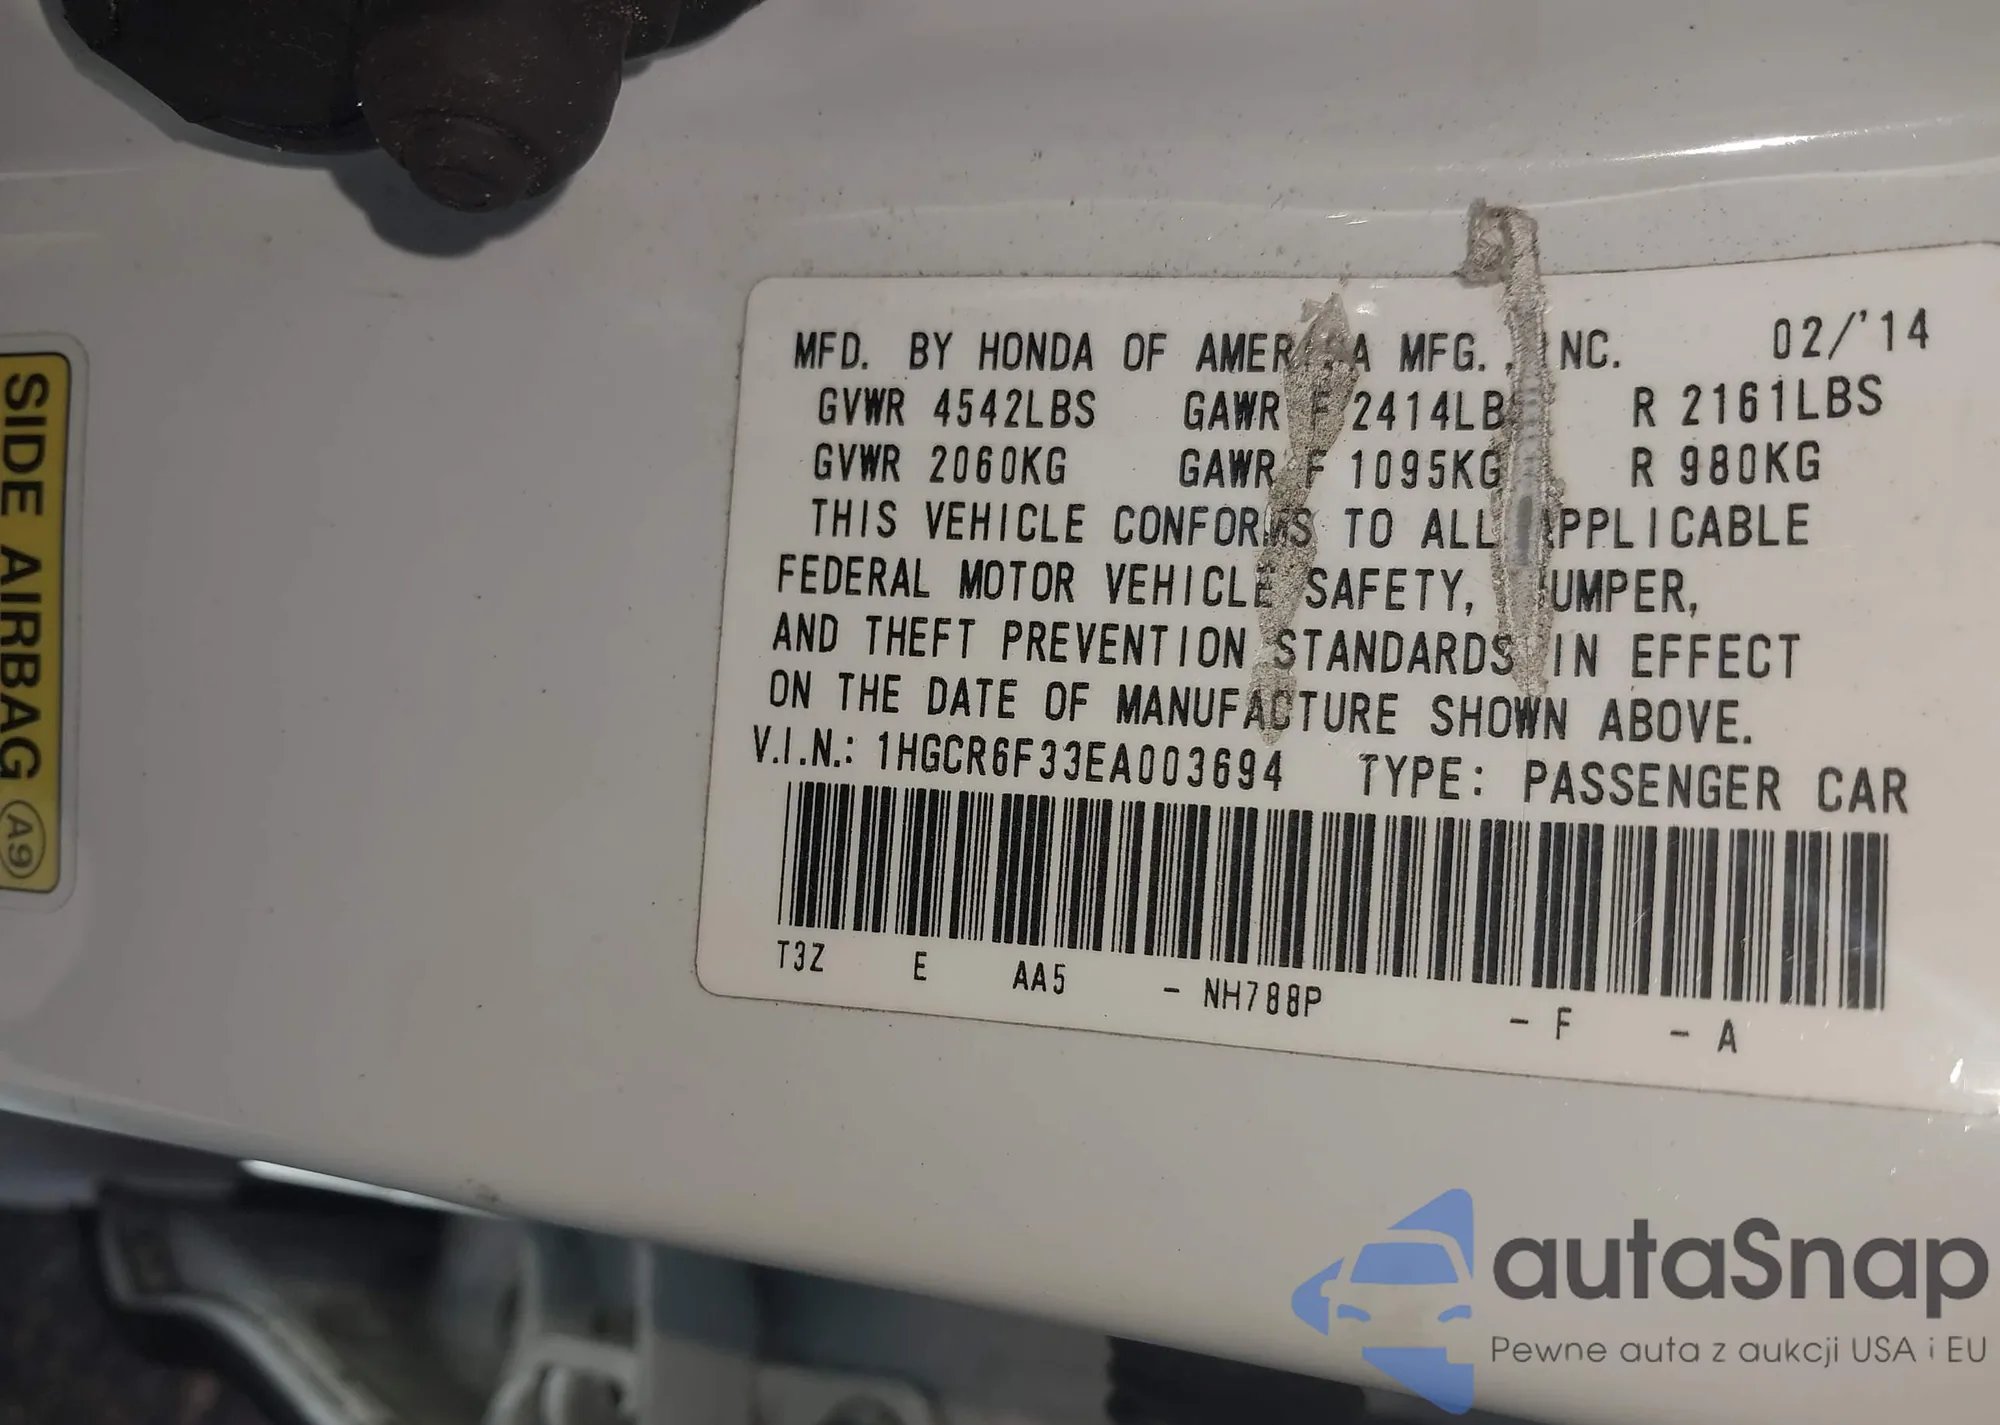 SIDE AIRBAG
A9
MFD. BY HONDA OF AMERICA MFG., INC. 02/'14
GVWR 4542LBS GAWR F 2414LBS R 2161LBS
GVWR 2060KG GAWR F 1095KG R 980KG
THIS VEHICLE CONFORMS TO ALL APPLICABLE
FEDERAL MOTOR VEHICLE SAFETY, BUMPER,
AND THEFT PREVENTION STANDARDS IN EFFECT
ON THE DATE OF MANUFACTURE SHOWN ABOVE.
V.I.N.: 1HGCR6F33EA003694 TYPE: PASSENGER CAR
T3Z E AA5 - NH788P - F - A
autaSnap
Pewne auta z aukcji USA i EU